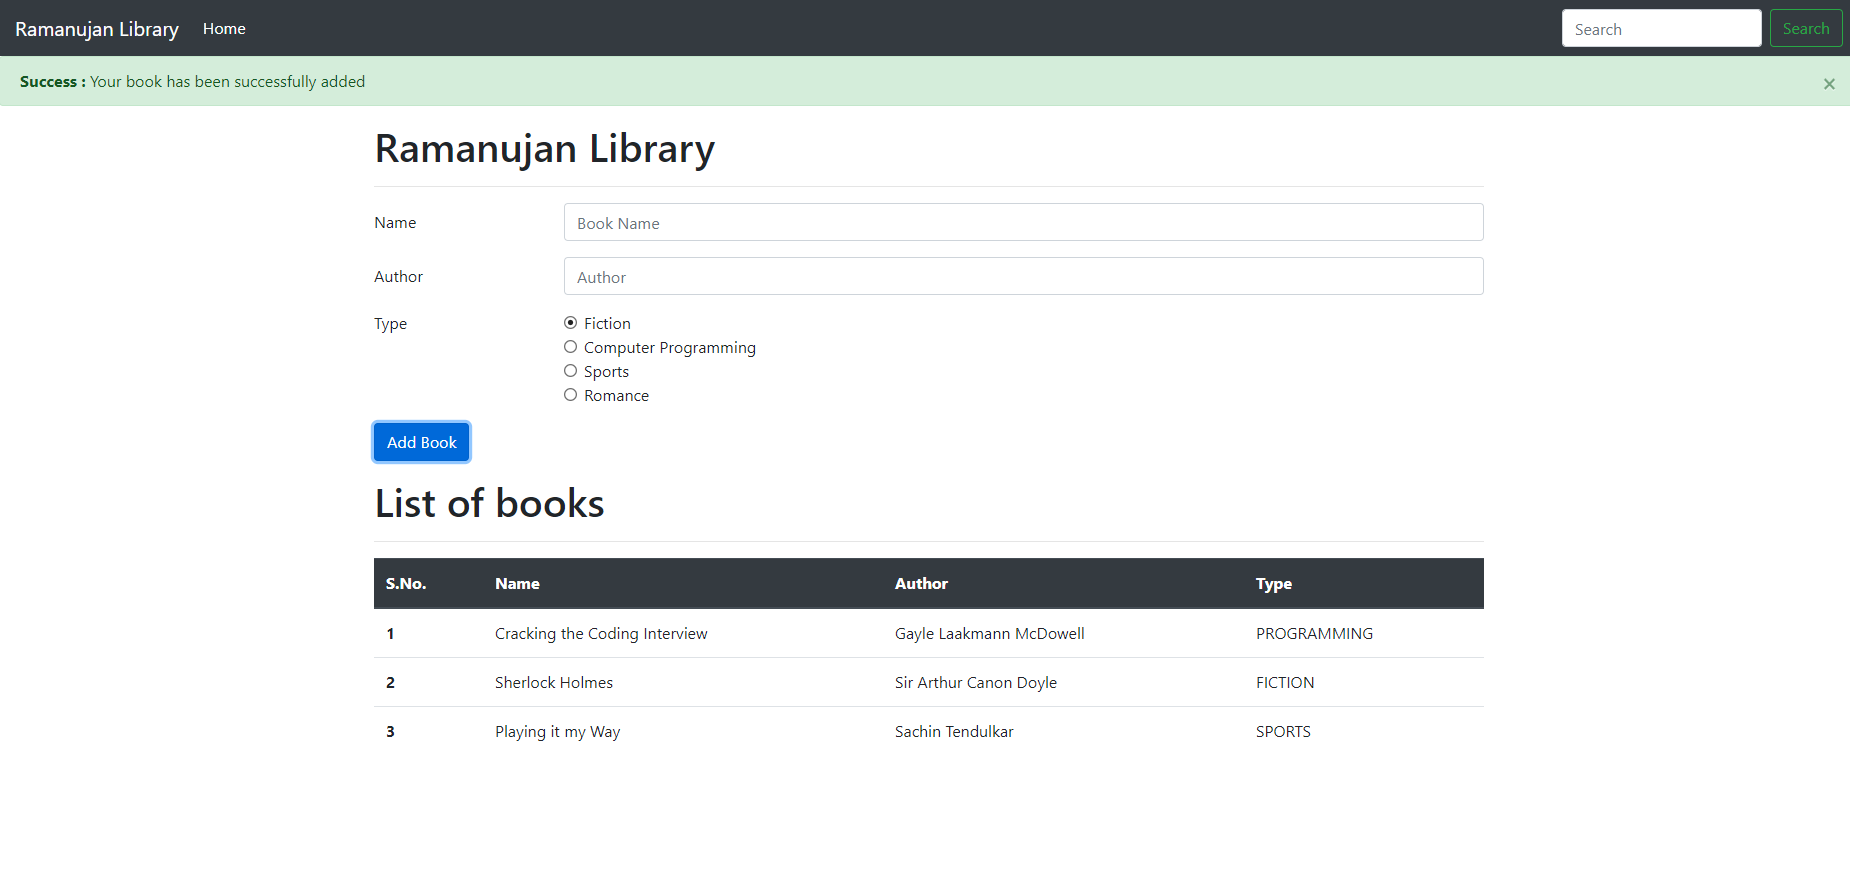 Ramanujan Library Home Search Search
Success : Your book has been successfully added ×
Ramanujan Library
Name Book Name
Author Author
Type Fiction
Computer Programming
Sports
Romance
Add Book
List of books
S.No. Name Author Type
1 Cracking the Coding Interview Gayle Laakmann McDowell PROGRAMMING
2 Sherlock Holmes Sir Arthur Canon Doyle FICTION
3 Playing it my Way Sachin Tendulkar SPORTS